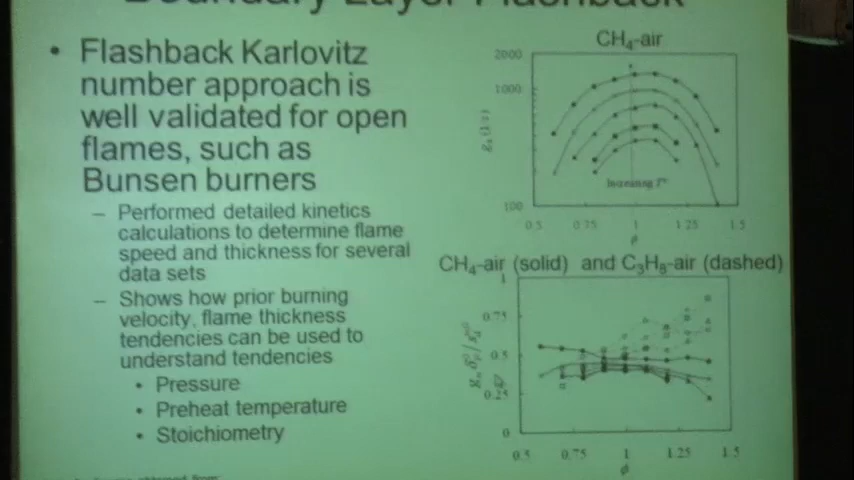 Boundary Layer Flashback
• Flashback Karlovitz
number approach is
well validated for open
flames, such as
Bunsen burners
– Performed detailed kinetics
calculations to determine flame
speed and thickness for several
data sets
– Shows how prior burning
velocity, flame thickness
tendencies can be used to
understand tendencies
• Pressure
• Preheat temperature
• Stoichiometry
CH₄-air
2000
1000
100
Increasing
0.5 0.75 1 1.25 1.5
ϕ
CH₄-air (solid) and C₃H₈-air (dashed)
1
0.75
0.5
0.25
0
0.5 0.75 1 1.25 1.5
ϕ